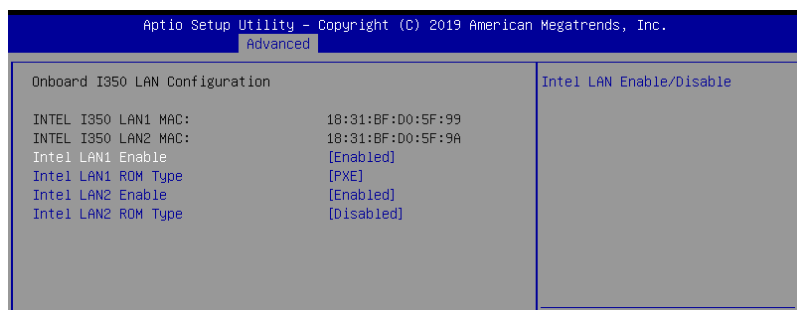 Aptio Setup Utility – Copyright (C) 2019 American Megatrends, Inc.
Advanced
Onboard I350 LAN Configuration
Intel LAN Enable/Disable
INTEL I350 LAN1 MAC: 18:31:BF:D0:5F:99
INTEL I350 LAN2 MAC: 18:31:BF:D0:5F:9A
Intel LAN1 Enable [Enabled]
Intel LAN1 ROM Type [PXE]
Intel LAN2 Enable [Enabled]
Intel LAN2 ROM Type [Disabled]